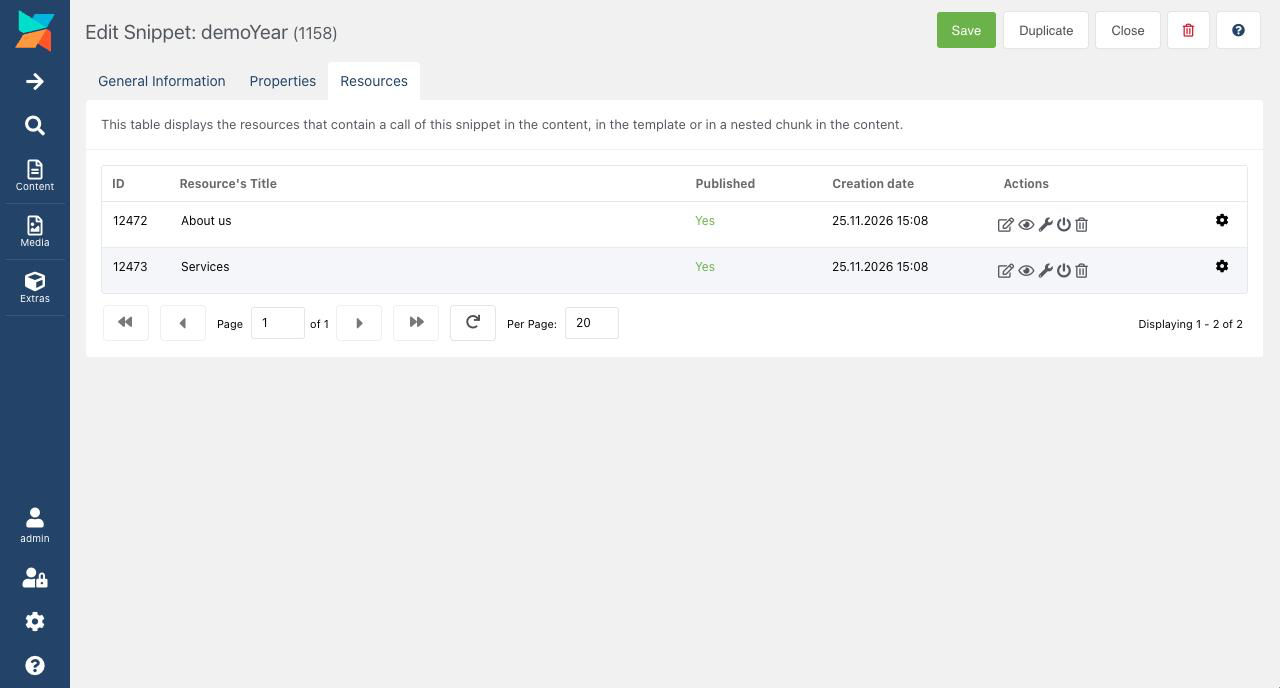 Edit Snippet: demoYear (1158)
Save Duplicate Close
General Information Properties Resources
This table displays the resources that contain a call of this snippet in the content, in the template or in a nested chunk in the content.
ID Resource's Title Published Creation date Actions
12472 About us Yes 25.11.2026 15:08
12473 Services Yes 25.11.2026 15:08
Page 1 of 1 Per Page: 20 Displaying 1 - 2 of 2
Content
Media
Extras
admin